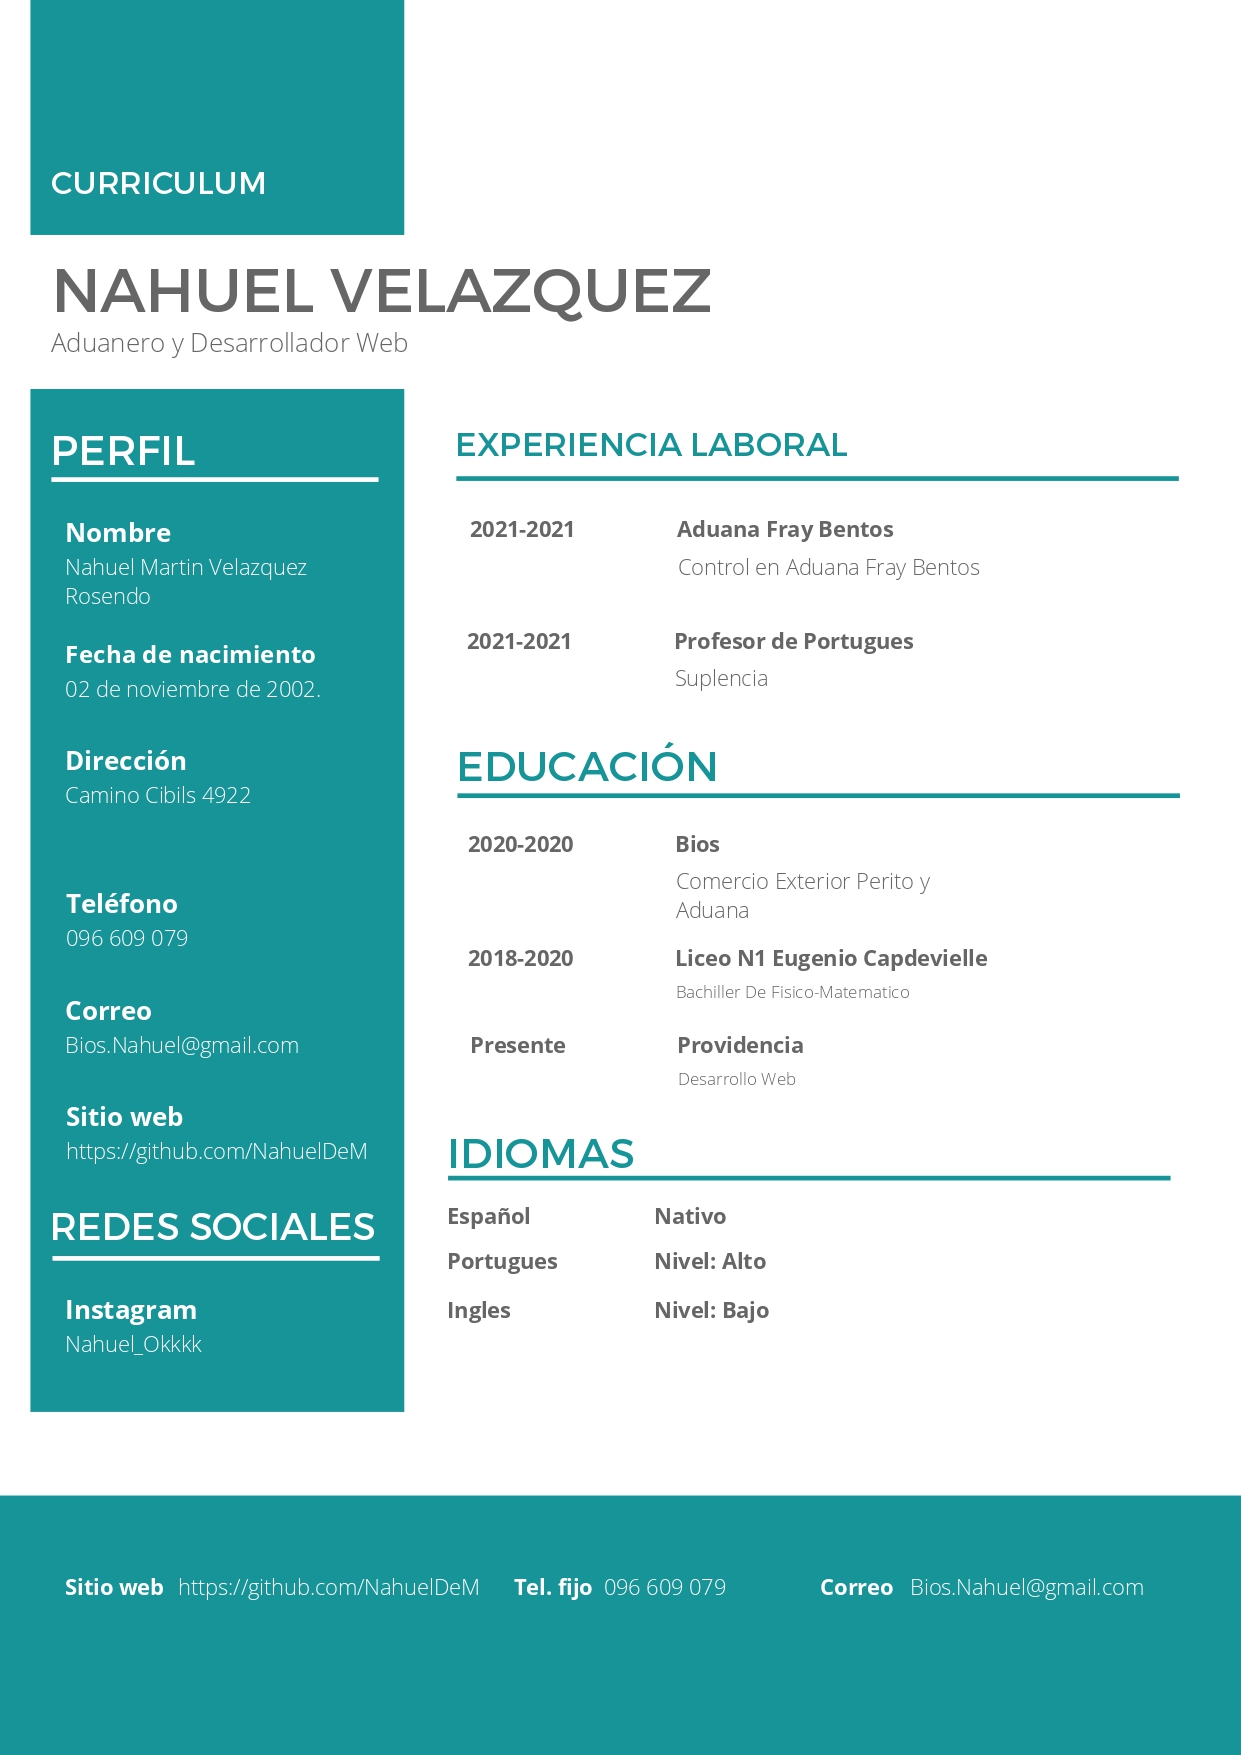 CURRICULUM
NAHUEL VELAZQUEZ
Aduanero y Desarrollador Web
PERFIL
Nombre
Nahuel Martin Velazquez
Rosendo
Fecha de nacimiento
02 de noviembre de 2002.
Dirección
Camino Cibils 4922
Teléfono
096 609 079
Correo
Bios.Nahuel@gmail.com
Sitio web
https://github.com/NahuelDeM
REDES SOCIALES
Instagram
Nahuel_Okkkk
EXPERIENCIA LABORAL
2021-2021 Aduana Fray Bentos
Control en Aduana Fray Bentos
2021-2021 Profesor de Portugues
Suplencia
EDUCACIÓN
2020-2020 Bios
Comercio Exterior Perito y
Aduana
2018-2020 Liceo N1 Eugenio Capdevielle
Bachiller De Fisico-Matematico
Presente Providencia
Desarrollo Web
IDIOMAS
Español Nativo
Portugues Nivel: Alto
Ingles Nivel: Bajo
Sitio web https://github.com/NahuelDeM Tel. fijo 096 609 079 Correo Bios.Nahuel@gmail.com